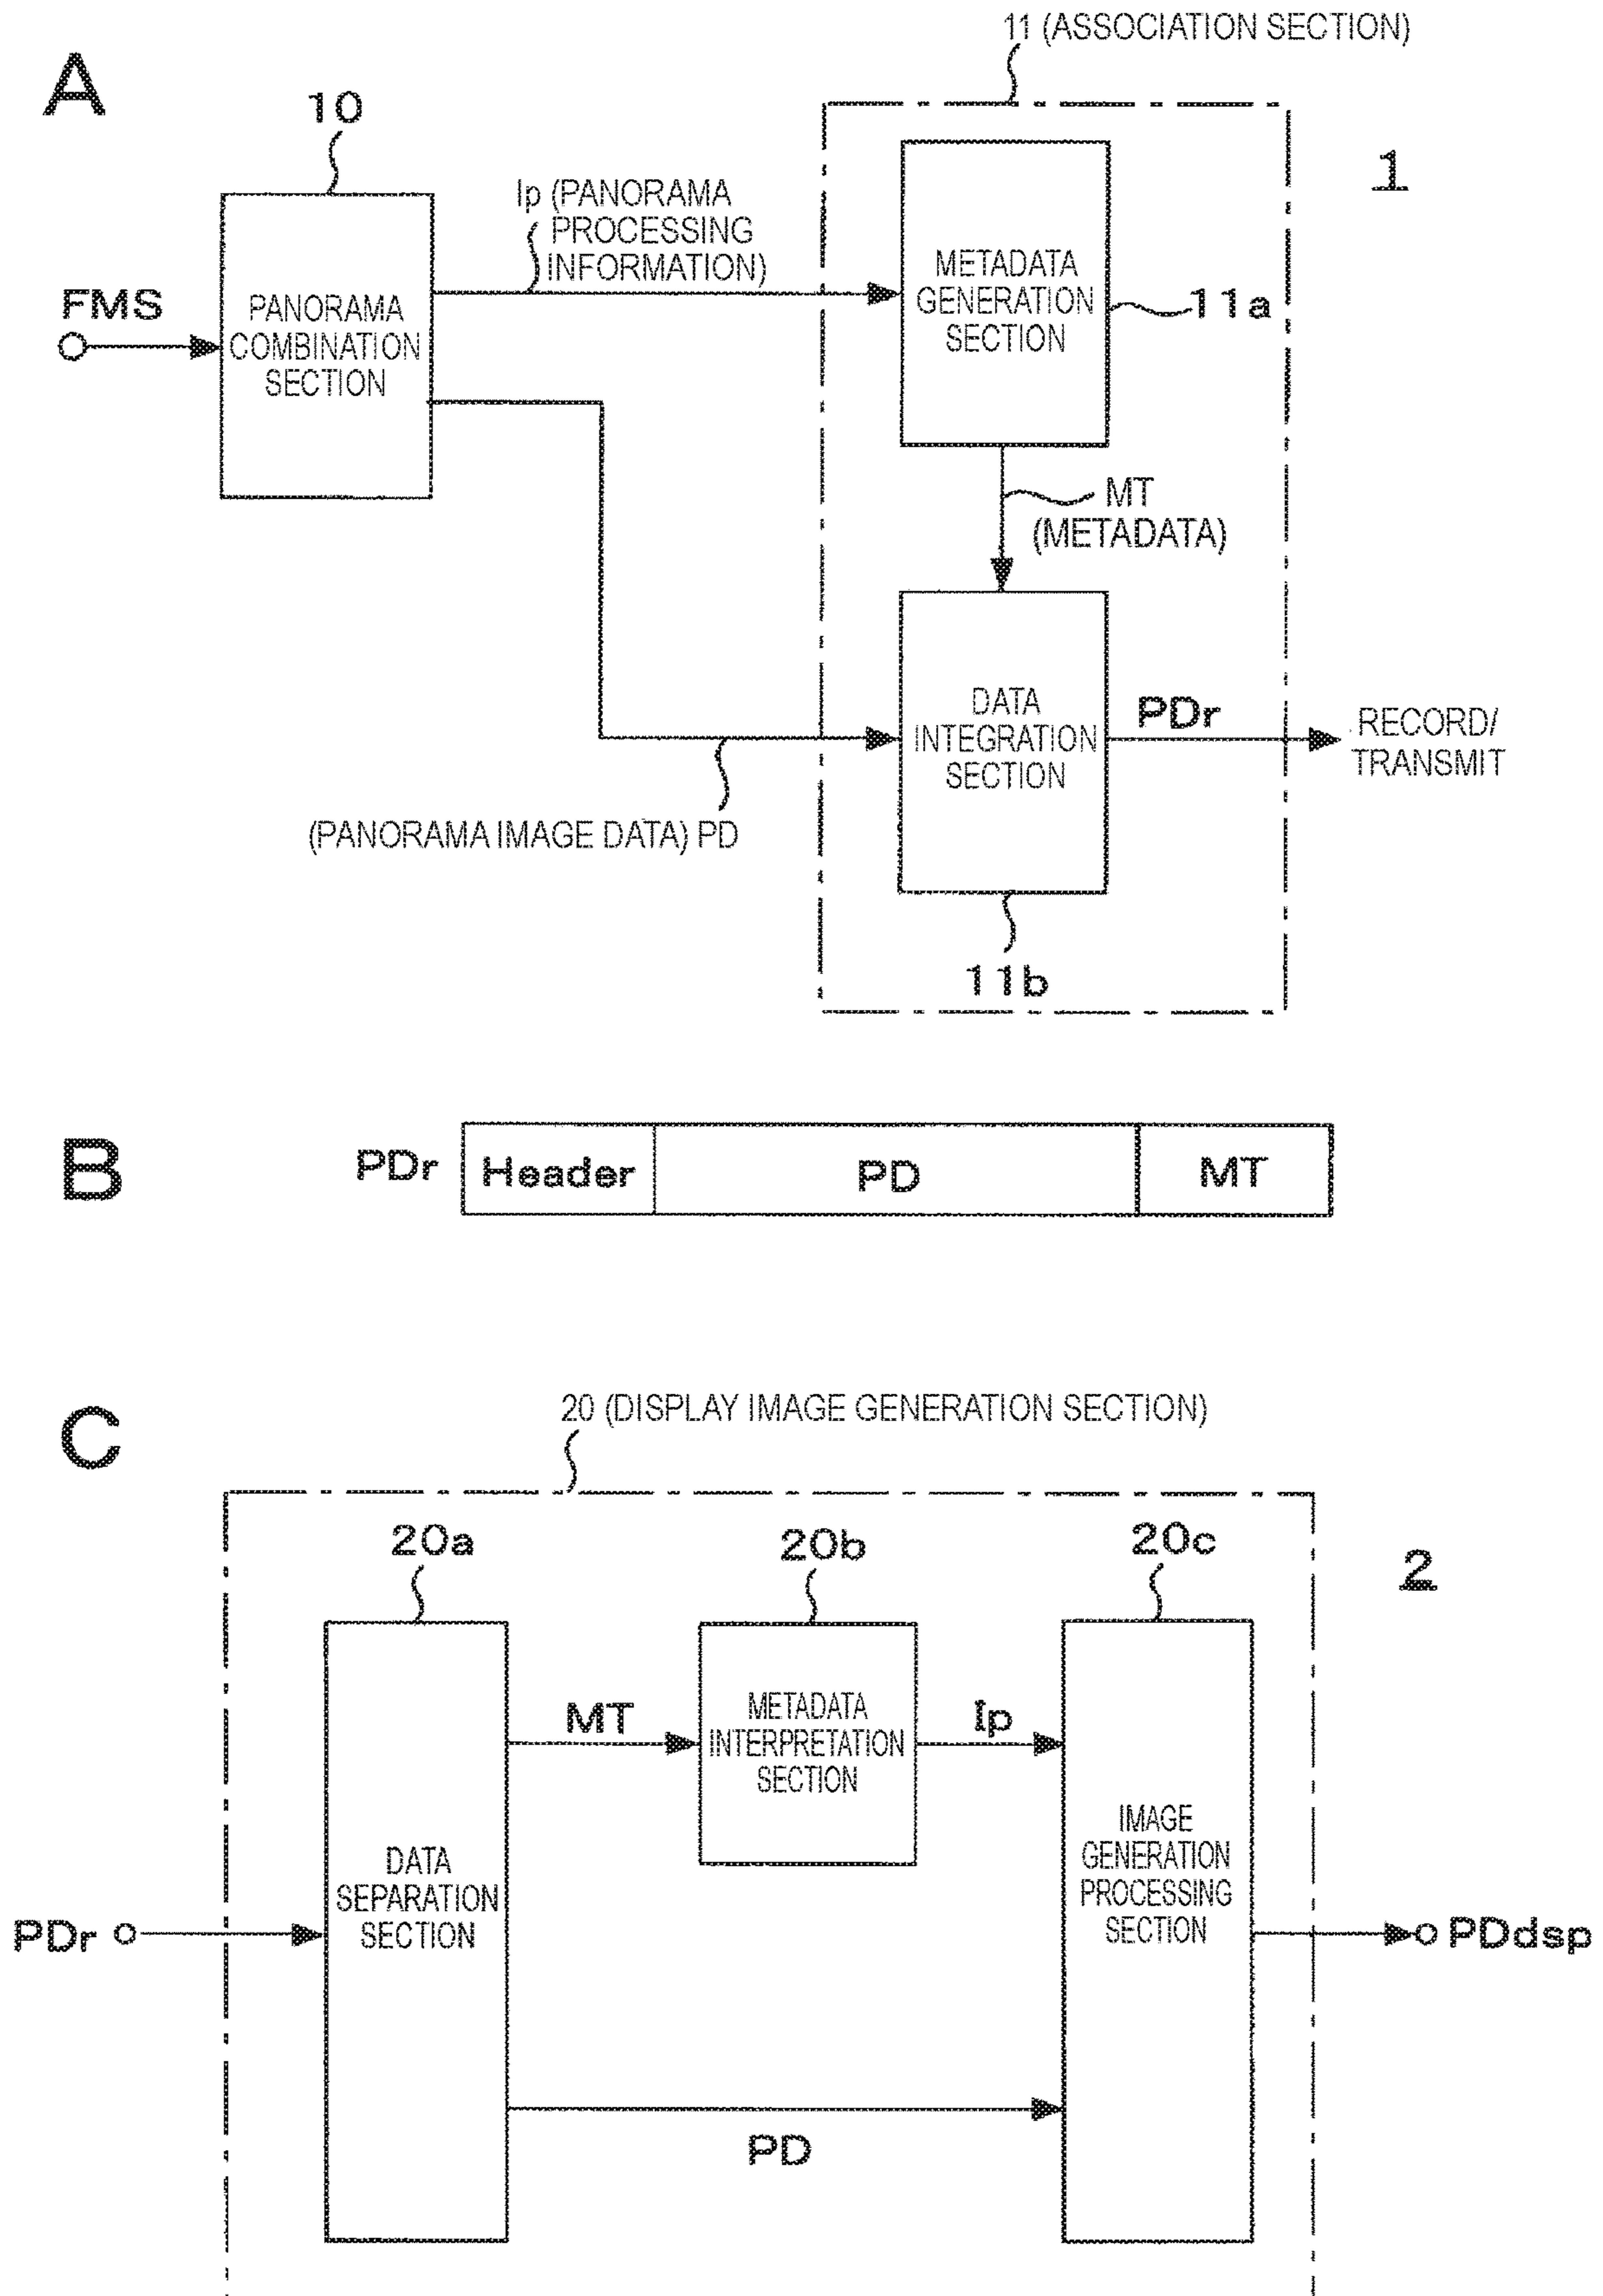 A
11 (ASSOCIATION SECTION)
10
1
Ip (PANORAMA
PROCESSING
INFORMATION)
FMS
PANORAMA
COMBINATION
SECTION
METADATA
GENERATION
SECTION
11a
MT
(METADATA)
DATA
INTEGRATION
SECTION
PDr
RECORD/
TRANSMIT
(PANORAMA IMAGE DATA) PD
11b
B
PDr
Header
PD
MT
C
20 (DISPLAY IMAGE GENERATION SECTION)
20a
20b
20c
2
MT
METADATA
INTERPRETATION
SECTION
Ip
DATA
SEPARATION
SECTION
IMAGE
GENERATION
PROCESSING
SECTION
PDr
PDdsp
PD